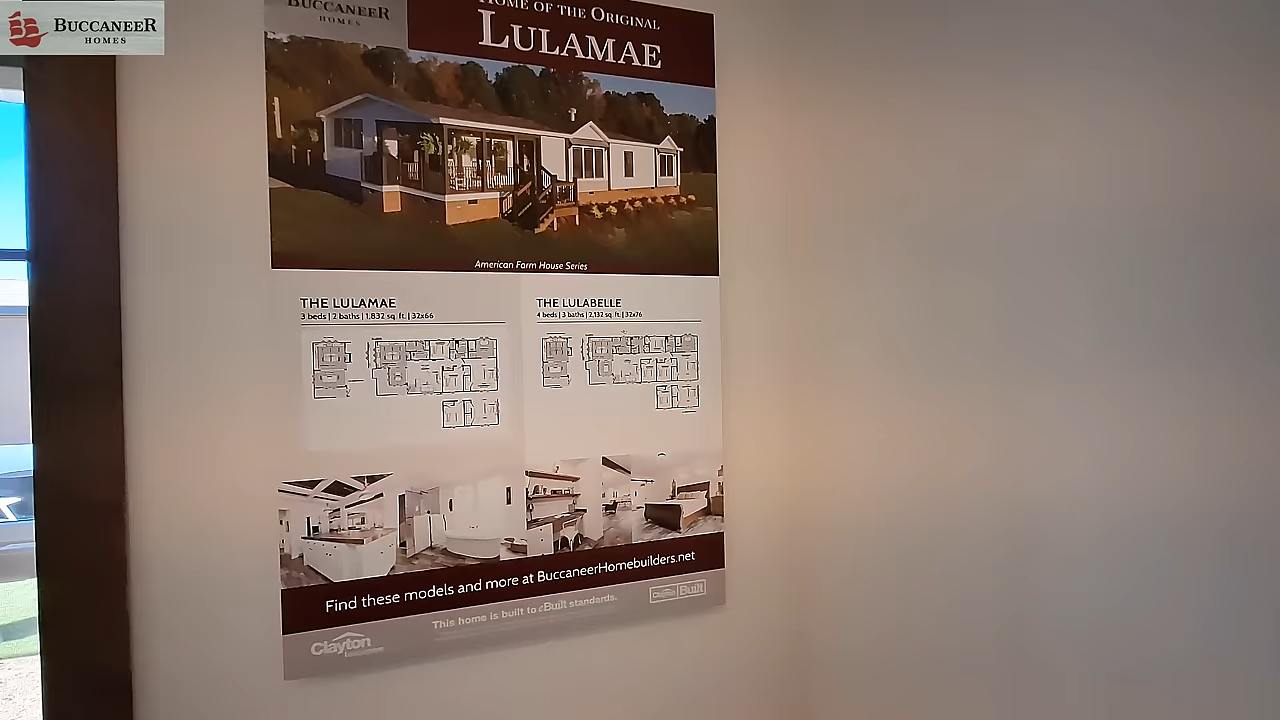 BUCCANEER
HOMES
BUCCANEER
HOMES
HOME OF THE ORIGINAL
LULAMAE
American Farm House Series
THE LULAMAE
3 beds | 2 baths | 1,832 sq. ft. | 32x66
THE LULABELLE
4 beds | 3 baths | 2,132 sq. ft. | 32x76
Find these models and more at BuccaneerHomebuilders.net
This home is built to eBuilt standards.
Clayton
Clayton Built